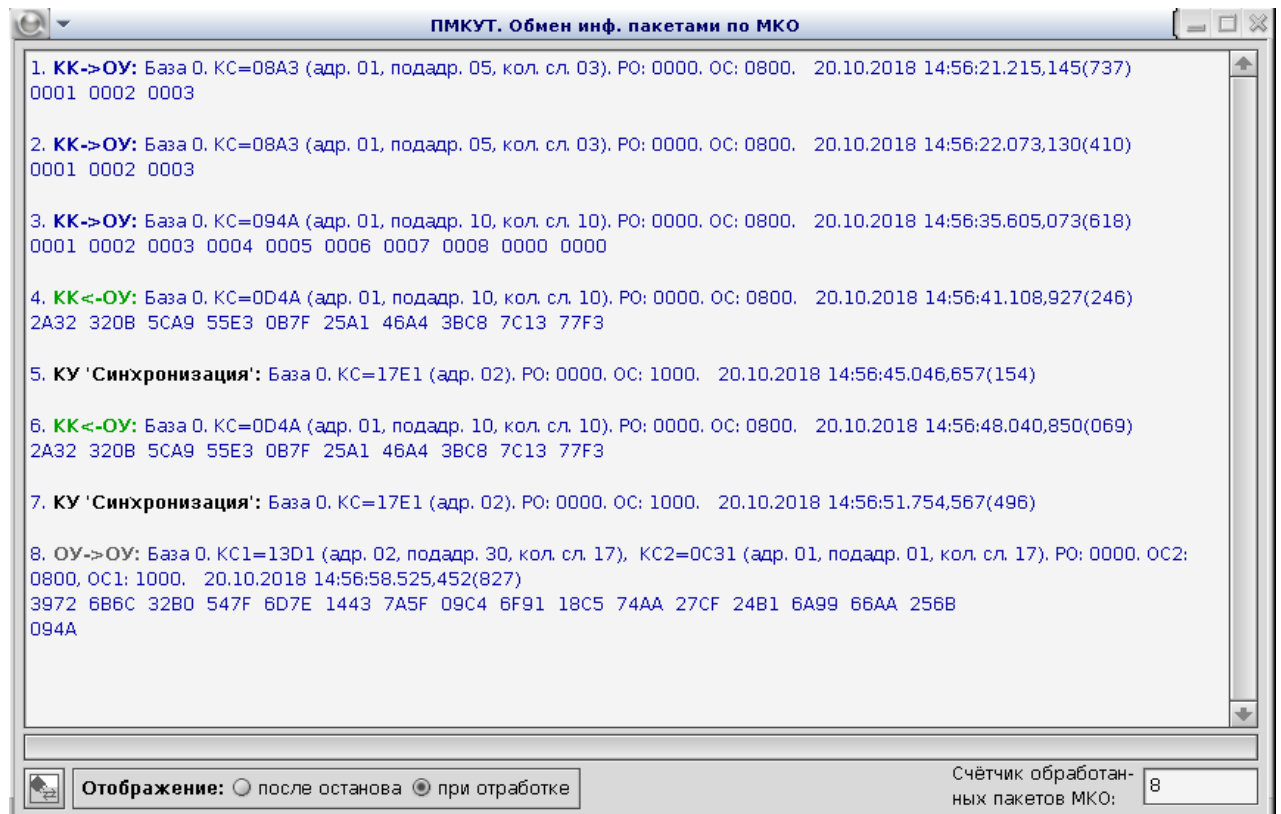 ПМКУТ. Обмен инф. пакетами по МКО
1. КК->ОУ: База 0. КС=08A3 (адр. 01, подадр. 05, кол. сл. 03). РО: 0000. ОС: 0800. 20.10.2018 14:56:21.215,145(737)
0001 0002 0003
2. КК->ОУ: База 0. КС=08A3 (адр. 01, подадр. 05, кол. сл. 03). РО: 0000. ОС: 0800. 20.10.2018 14:56:22.073,130(410)
0001 0002 0003
3. КК->ОУ: База 0. КС=094A (адр. 01, подадр. 10, кол. сл. 10). РО: 0000. ОС: 0800. 20.10.2018 14:56:35.605,073(618)
0001 0002 0003 0004 0005 0006 0007 0008 0000 0000
4. КК<-ОУ: База 0. КС=0D4A (адр. 01, подадр. 10, кол. сл. 10). РО: 0000. ОС: 0800. 20.10.2018 14:56:41.108,927(246)
2A32 320B 5CA9 55E3 0B7F 25A1 46A4 3BC8 7C13 77F3
5. КУ 'Синхронизация': База 0. КС=17E1 (адр. 02). РО: 0000. ОС: 1000. 20.10.2018 14:56:45.046,657(154)
6. КК<-ОУ: База 0. КС=0D4A (адр. 01, подадр. 10, кол. сл. 10). РО: 0000. ОС: 0800. 20.10.2018 14:56:48.040,850(069)
2A32 320B 5CA9 55E3 0B7F 25A1 46A4 3BC8 7C13 77F3
7. КУ 'Синхронизация': База 0. КС=17E1 (адр. 02). РО: 0000. ОС: 1000. 20.10.2018 14:56:51.754,567(496)
8. ОУ->ОУ: База 0. КС1=13D1 (адр. 02, подадр. 30, кол. сл. 17), КС2=0C31 (адр. 01, подадр. 01, кол. сл. 17). РО: 0000. ОС2:
0800, ОС1: 1000. 20.10.2018 14:56:58.525,452(827)
3972 6B6C 32B0 547F 6D7E 1443 7A5F 09C4 6F91 18C5 74AA 27CF 24B1 6A99 66AA 256B
094A
Отображение: после останова при отработке
Счётчик обработан-
ных пакетов МКО: 8